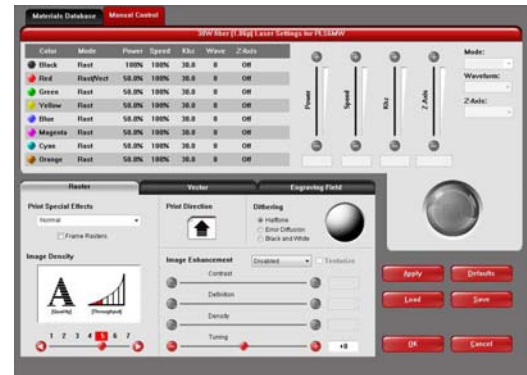 Materials Database
Manual Control
30W fiber [1.06µ] Laser Settings for PLS6MW
Color Mode Power Speed Khz Wave Z-Axis
Black Rast 100% 100% 30.0 0 Off
Red Rast/Vect 50.0% 100% 30.0 0 Off
Green Rast 50.0% 100% 30.0 0 Off
Yellow Rast 50.0% 100% 30.0 0 Off
Blue Rast 50.0% 100% 30.0 0 Off
Magenta Rast 50.0% 100% 30.0 0 Off
Cyan Rast 50.0% 100% 30.0 0 Off
Orange Rast 50.0% 100% 30.0 0 Off
Power
Speed
Khz
Z Axis
Mode:
Waveform:
Z-Axis:
Raster
Vector
Engraving Field
Print Special Effects
Normal
Frame Rasters
Print Direction
Dithering
Halftone
Error Diffusion
Black and White
Image Density
A
[Quality] [Throughput]
1 2 3 4 5 6 7
Image Enhancement
Disabled
Texturize
Contrast
Definition
Density
Tuning
+0
Apply
Defaults
Load
Save
OK
Cancel